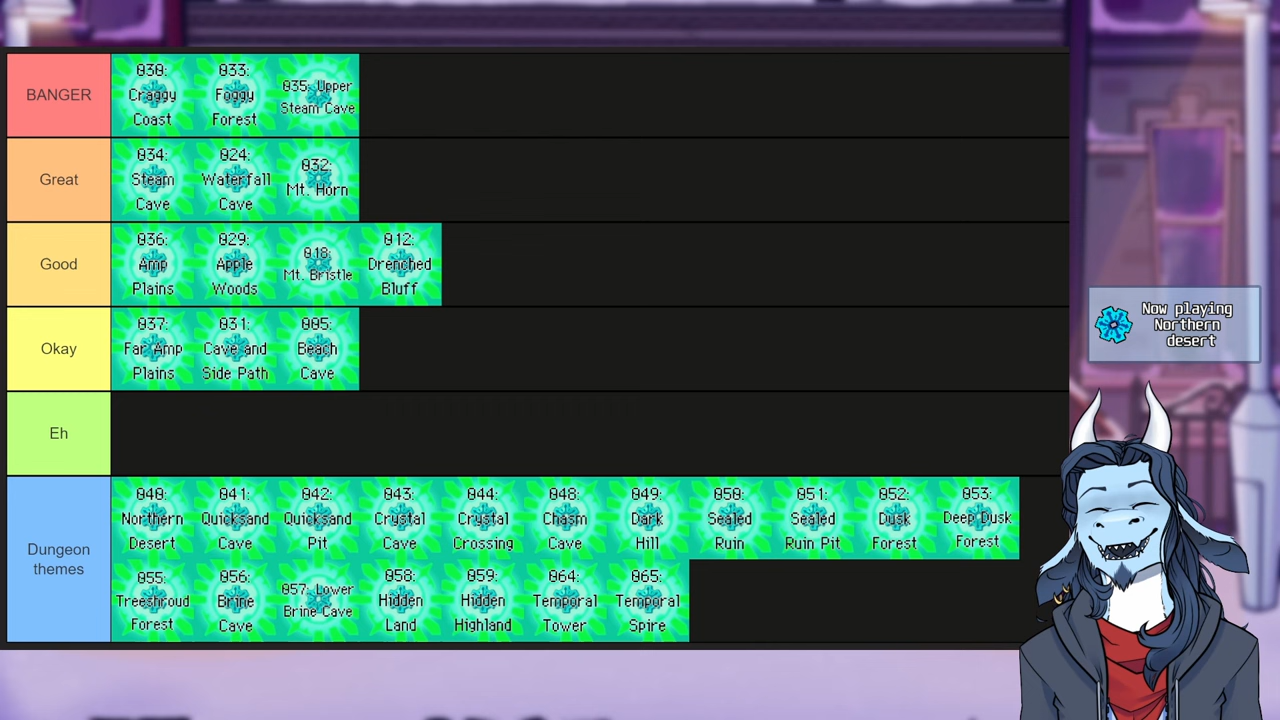 BANGER
030:
Craggy
Coast
033:
Foggy
Forest
035: Upper
Steam Cave
Great
034:
Steam
Cave
024:
Waterfall
Cave
032:
Mt. Horn
Good
036:
Amp
Plains
029:
Apple
Woods
018:
Mt. Bristle
012:
Drenched
Bluff
Okay
037:
Far Amp
Plains
031:
Cave and
Side Path
005:
Beach
Cave
Eh
Dungeon
themes
040:
Northern
Desert
041:
Quicksand
Cave
042:
Quicksand
Pit
043:
Crystal
Cave
044:
Crystal
Crossing
048:
Chasm
Cave
049:
Dark
Hill
050:
Sealed
Ruin
051:
Sealed
Ruin Pit
052:
Dusk
Forest
053:
Deep Dusk
Forest
055:
Treeshroud
Forest
056:
Brine
Cave
057: Lower
Brine Cave
058:
Hidden
Land
059:
Hidden
Highland
064:
Temporal
Tower
065:
Temporal
Spire
Now playing
Northern
desert